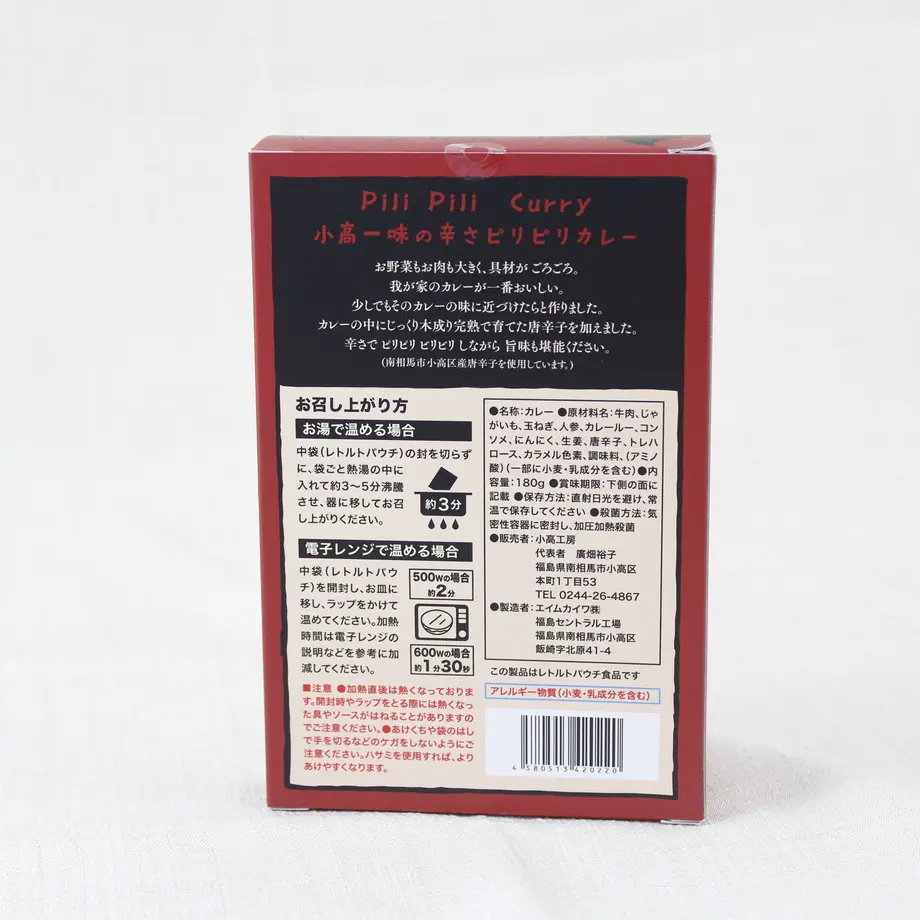 Pili Pili Curry
小高一味の辛さピリピリカレー
お野菜もお肉も大きく、具材が ごろごろ。
我が家のカレーが一番おいしい。
少しでもそのカレーの味に近づけたらと作りました。
カレーの中にじっくり木成り完熟で育てた唐辛子を加えました。
辛さで ピリピリ ピリピリ しながら 旨味も堪能ください。
(南相馬市小高区産唐辛子を使用しています。)
お召し上がり方
お湯で温める場合
中袋(レトルトパウチ)の封を切らず
に、袋ごと熱湯の中に
入れて約3〜5分沸騰
させ、器に移してお召
し上がりください。
約3分
電子レンジで温める場合
中袋(レトルトパウ
チ)を開封し、お皿に
移し、ラップをかけて
温めてください。加熱
時間は電子レンジの
説明などを参考に加
減してください。
500Wの場合
約2分
600Wの場合
約1分30秒
■注意 ●加熱直後は熱くなっておりま
す。開封時やラップをとる際には熱くなっ
た具やソースがはねることがありますの
でご注意ください。●あけくちや袋のはし
で手を切るなどのケガをしないようにご
注意ください。ハサミを使用すれば、より
あけやすくなります。
●名称:カレー ●原材料名:牛肉、じゃ
がいも、玉ねぎ、人参、カレールー、コン
ソメ、にんにく、生姜、唐辛子、トレハ
ロース、カラメル色素、調味料、(アミノ
酸)(一部に小麦・乳成分を含む)●内
容量:180g ●賞味期限:下側の面に
記載 ●保存方法:直射日光を避け、常
温で保存してください ●殺菌方法:気
密性容器に密封し、加圧加熱殺菌
●販売者:小高工房
代表者 廣畑裕子
福島県南相馬市小高区
本町1丁目53
TEL 0244-26-4867
●製造者:エイムカイワ㈱
福島セントラル工場
福島県南相馬市小高区
飯崎字北原41-4
この製品はレトルトパウチ食品です
アレルギー物質(小麦・乳成分を含む)
4580513420220